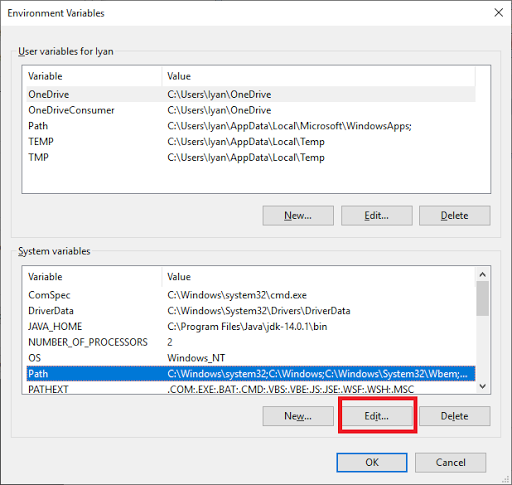 Environment Variables
User variables for lyan
Variable Value
OneDrive C:\Users\lyan\OneDrive
OneDriveConsumer C:\Users\lyan\OneDrive
Path C:\Users\lyan\AppData\Local\Microsoft\WindowsApps;
TEMP C:\Users\lyan\AppData\Local\Temp
TMP C:\Users\lyan\AppData\Local\Temp
New... Edit... Delete
System variables
Variable Value
ComSpec C:\Windows\system32\cmd.exe
DriverData C:\Windows\System32\Drivers\DriverData
JAVA_HOME C:\Program Files\Java\jdk-14.0.1\bin
NUMBER_OF_PROCESSORS 2
OS Windows_NT
Path C:\Windows\system32;C:\Windows;C:\Windows\System32\Wbem;...
PATHEXT .COM;.EXE;.BAT;.CMD;.VBS;.VBE;.JS;.JSE;.WSF;.WSH;.MSC
New... Edit... Delete
OK Cancel